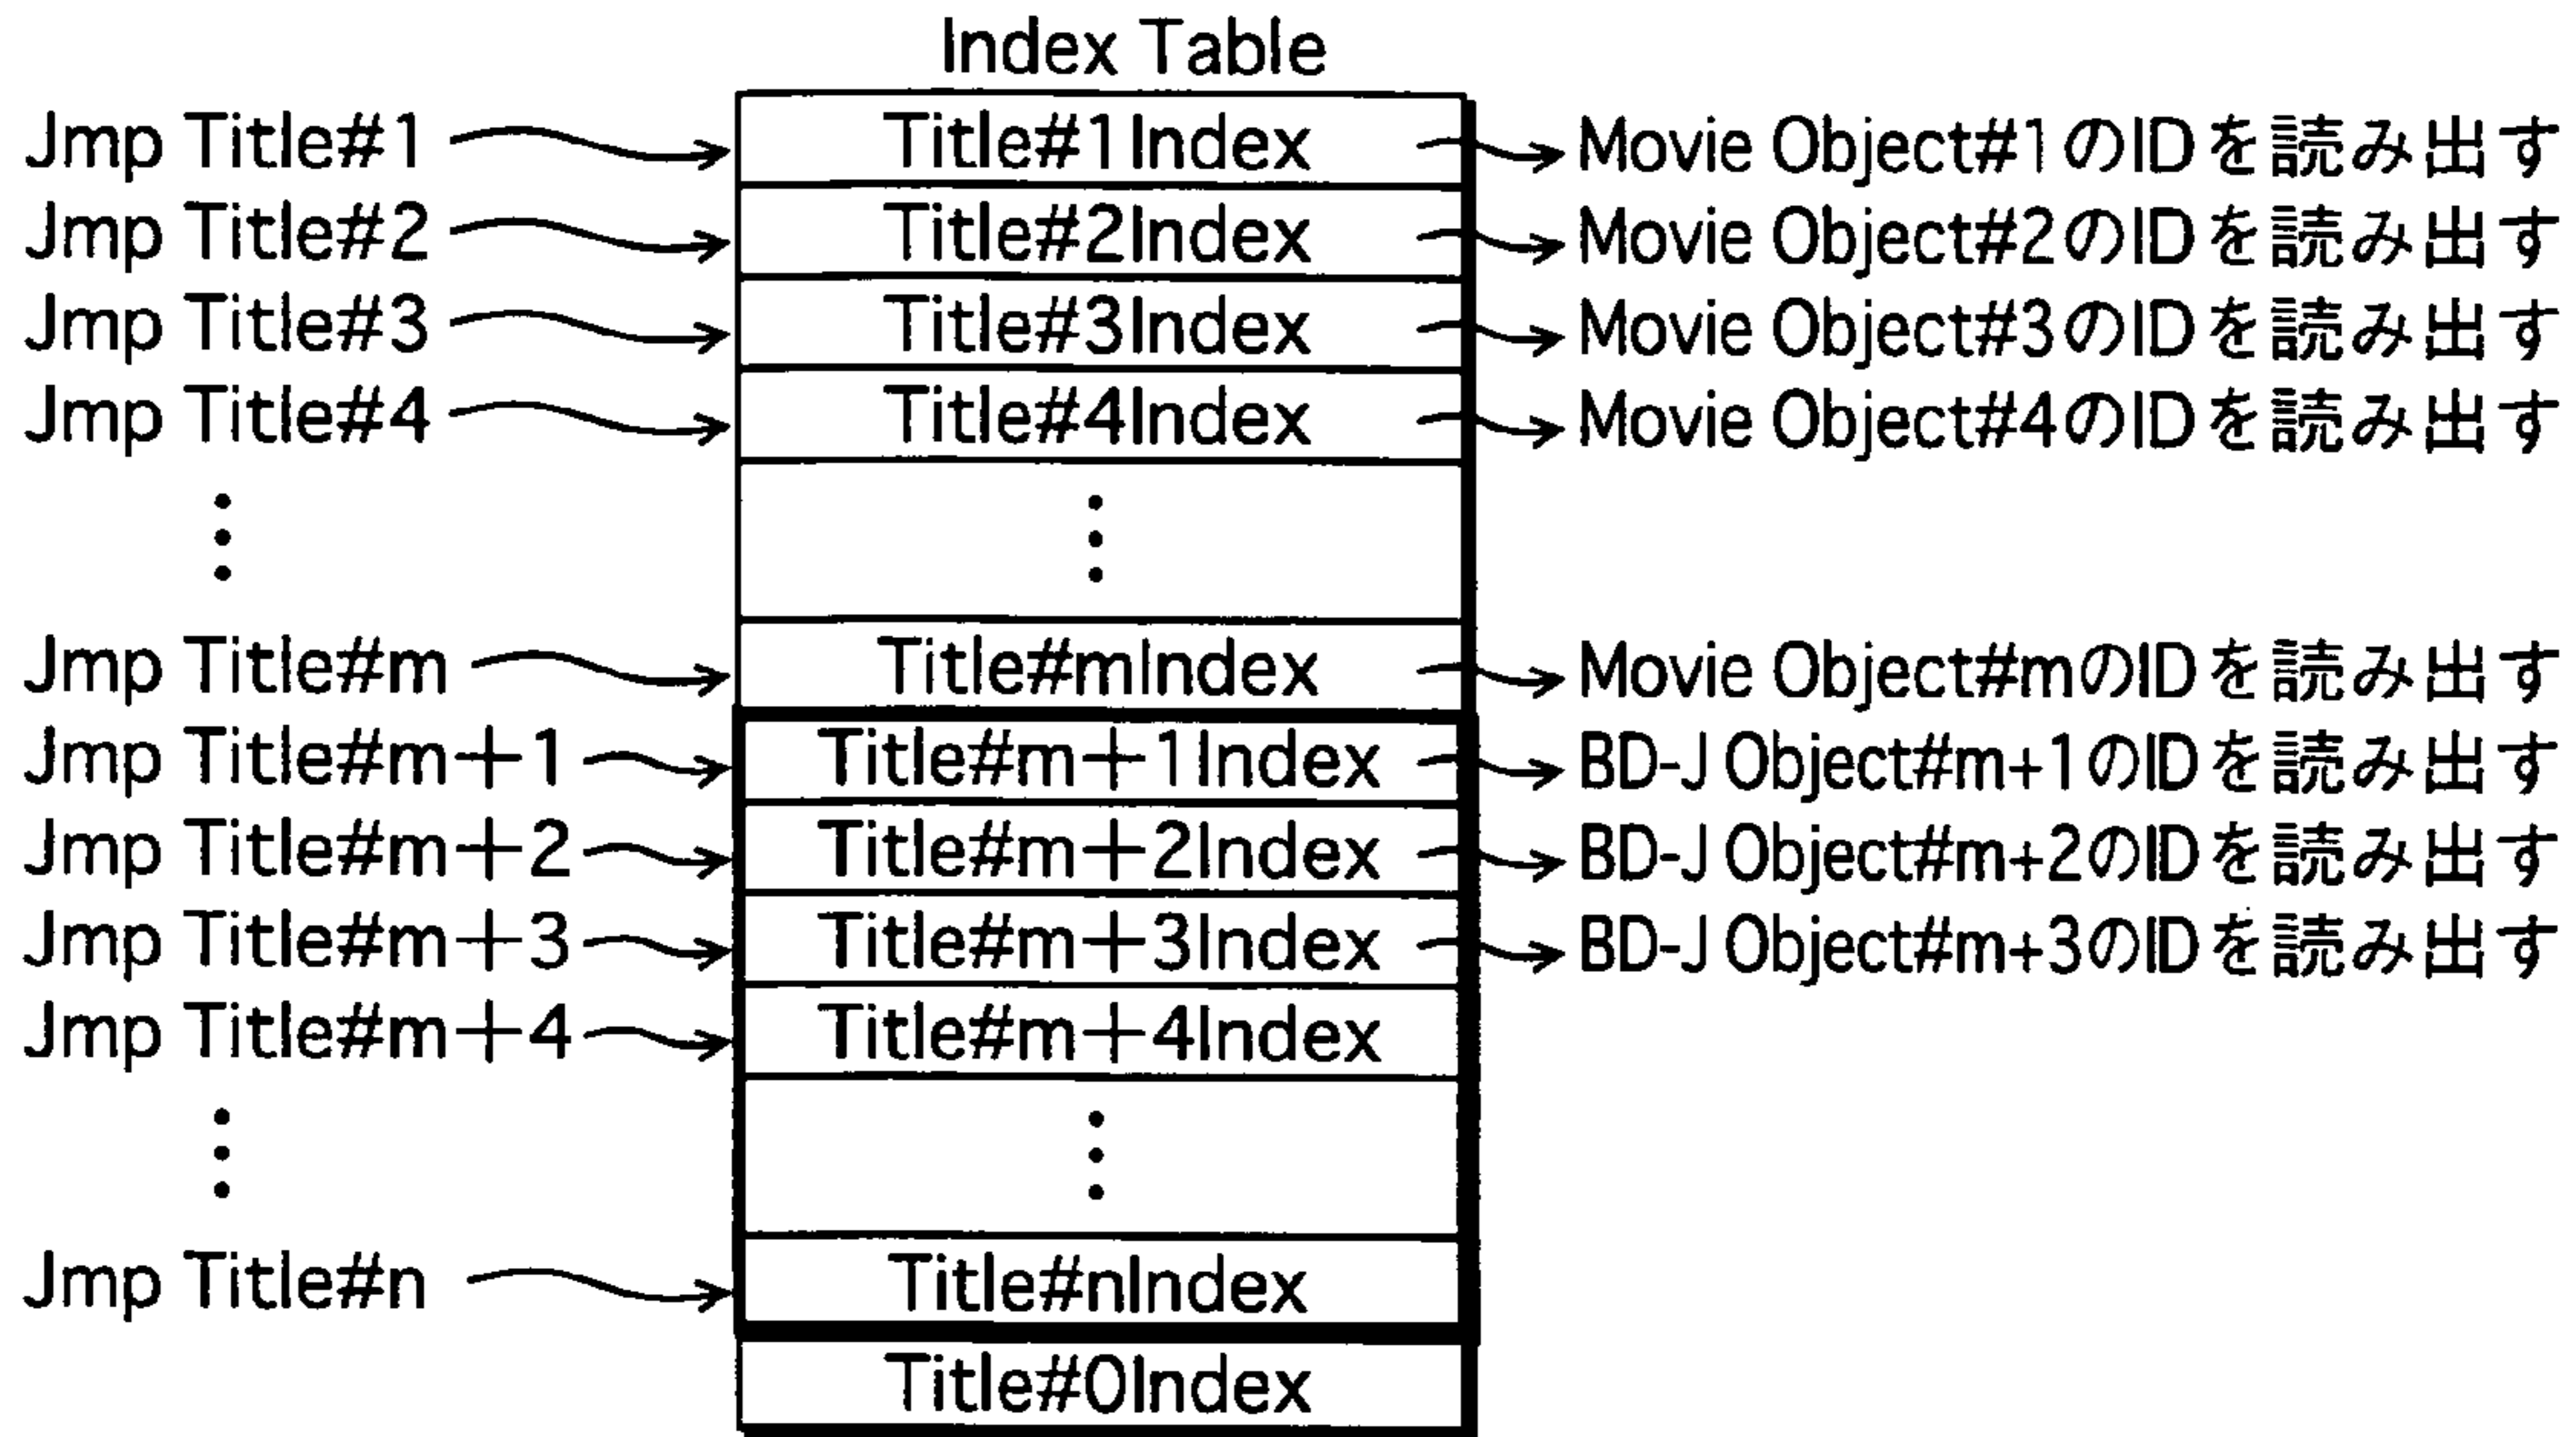 Index Table
Jmp Title#1 Title#1Index Movie Object#1のIDを読み出す
Jmp Title#2 Title#2Index Movie Object#2のIDを読み出す
Jmp Title#3 Title#3Index Movie Object#3のIDを読み出す
Jmp Title#4 Title#4Index Movie Object#4のIDを読み出す
Jmp Title#m Title#mIndex Movie Object#mのIDを読み出す
Jmp Title#m+1 Title#m+1Index BD-J Object#m+1のIDを読み出す
Jmp Title#m+2 Title#m+2Index BD-J Object#m+2のIDを読み出す
Jmp Title#m+3 Title#m+3Index BD-J Object#m+3のIDを読み出す
Jmp Title#m+4 Title#m+4Index
Jmp Title#n Title#nIndex
Title#0Index